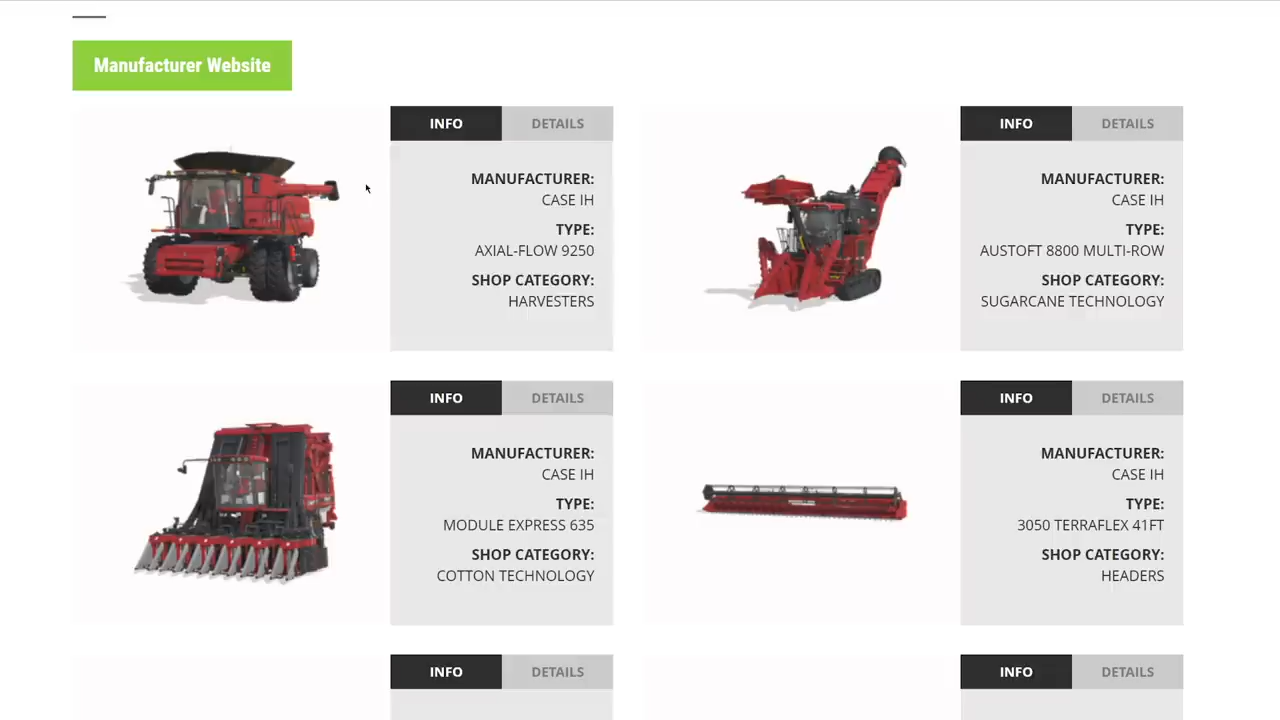 Manufacturer Website
INFO DETAILS
MANUFACTURER:
CASE IH
TYPE:
AXIAL-FLOW 9250
SHOP CATEGORY:
HARVESTERS
INFO DETAILS
MANUFACTURER:
CASE IH
TYPE:
AUSTOFT 8800 MULTI-ROW
SHOP CATEGORY:
SUGARCANE TECHNOLOGY
INFO DETAILS
MANUFACTURER:
CASE IH
TYPE:
MODULE EXPRESS 635
SHOP CATEGORY:
COTTON TECHNOLOGY
INFO DETAILS
MANUFACTURER:
CASE IH
TYPE:
3050 TERRAFLEX 41FT
SHOP CATEGORY:
HEADERS
INFO DETAILS
INFO DETAILS